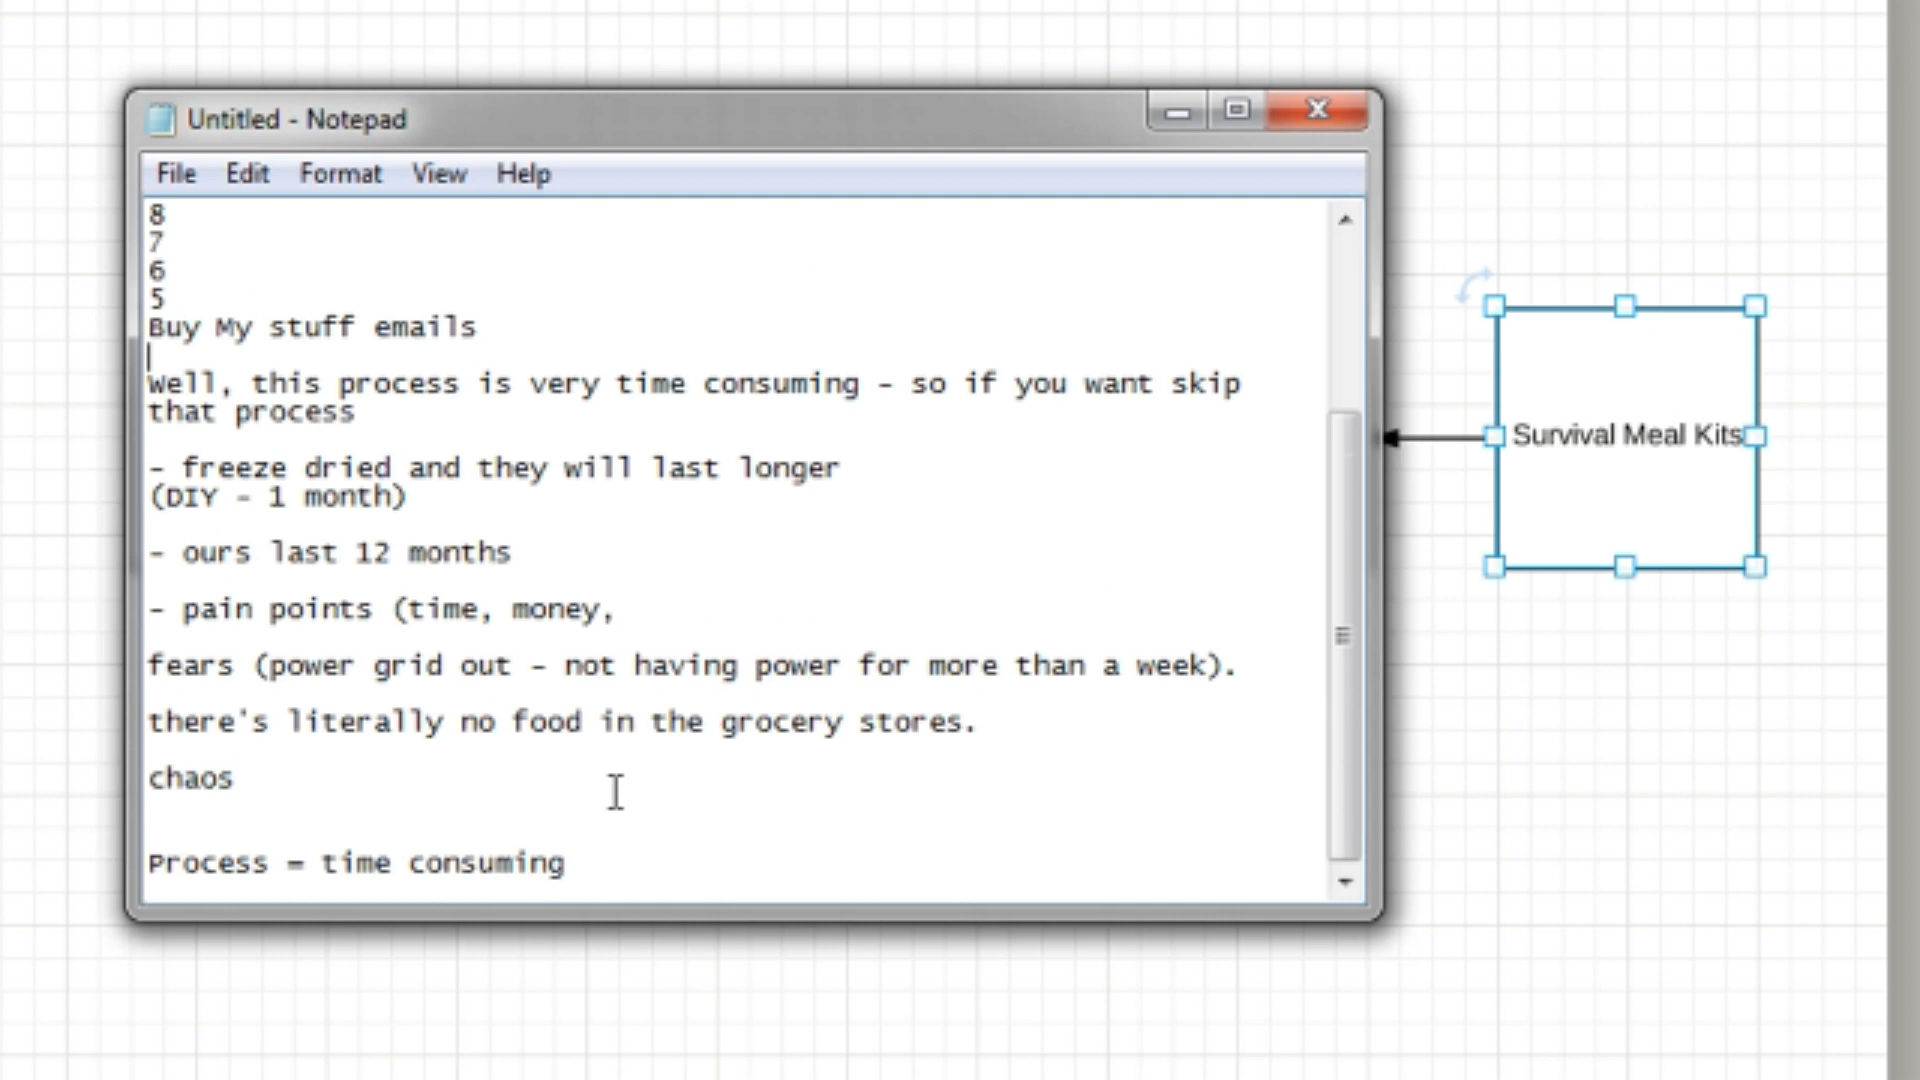 Untitled - Notepad
File Edit Format View Help
8
7
6
5
Buy My stuff emails
Well, this process is very time consuming - so if you want skip
that process
- freeze dried and they will last longer
(DIY - 1 month)
- ours last 12 months
- pain points (time, money,
fears (power grid out - not having power for more than a week).
there's literally no food in the grocery stores.
chaos
Process = time consuming
Survival Meal Kits